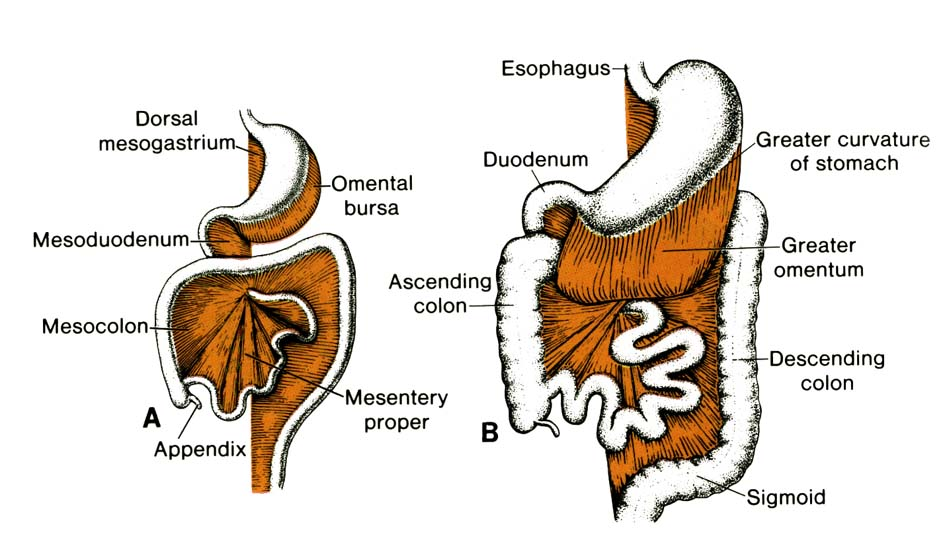 Dorsal
mesogastrium
Omental
bursa
Mesoduodenum
Mesocolon
Mesentery
proper
A
Appendix
Esophagus
Duodenum
Greater curvature
of stomach
Greater
omentum
Ascending
colon
Descending
colon
B
Sigmoid